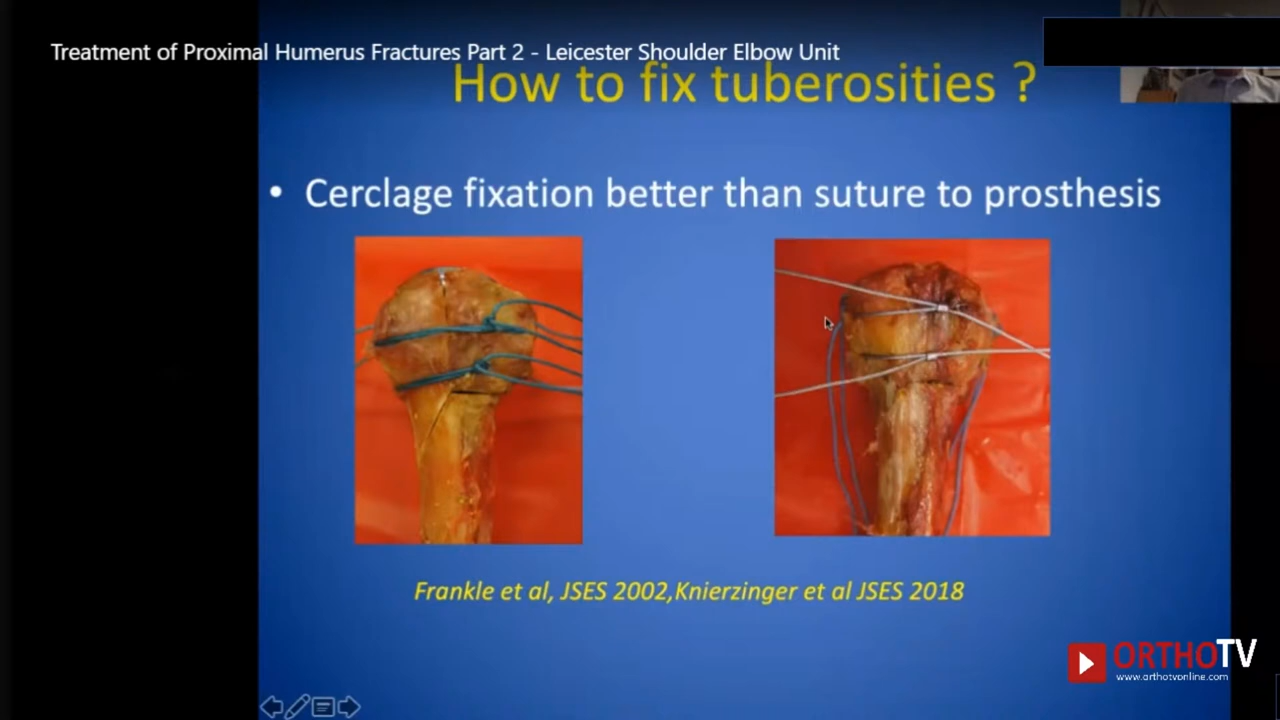 Treatment of Proximal Humerus Fractures Part 2 - Leicester Shoulder Elbow Unit
How to fix tuberosities ?
• Cerclage fixation better than suture to prosthesis
Frankle et al, JSES 2002,Knierzinger et al JSES 2018
ORTHOTV
www.orthotvonline.com